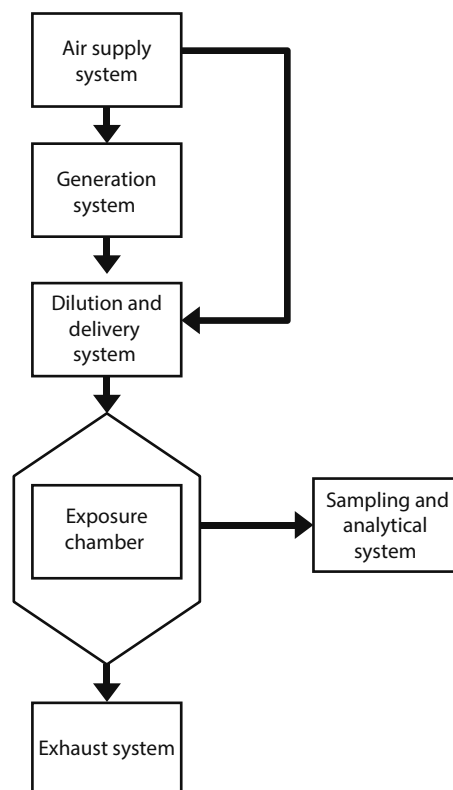 Air supply
system
Generation
system
Dilution and
delivery
system
Exposure
chamber
Sampling and
analytical
system
Exhaust system